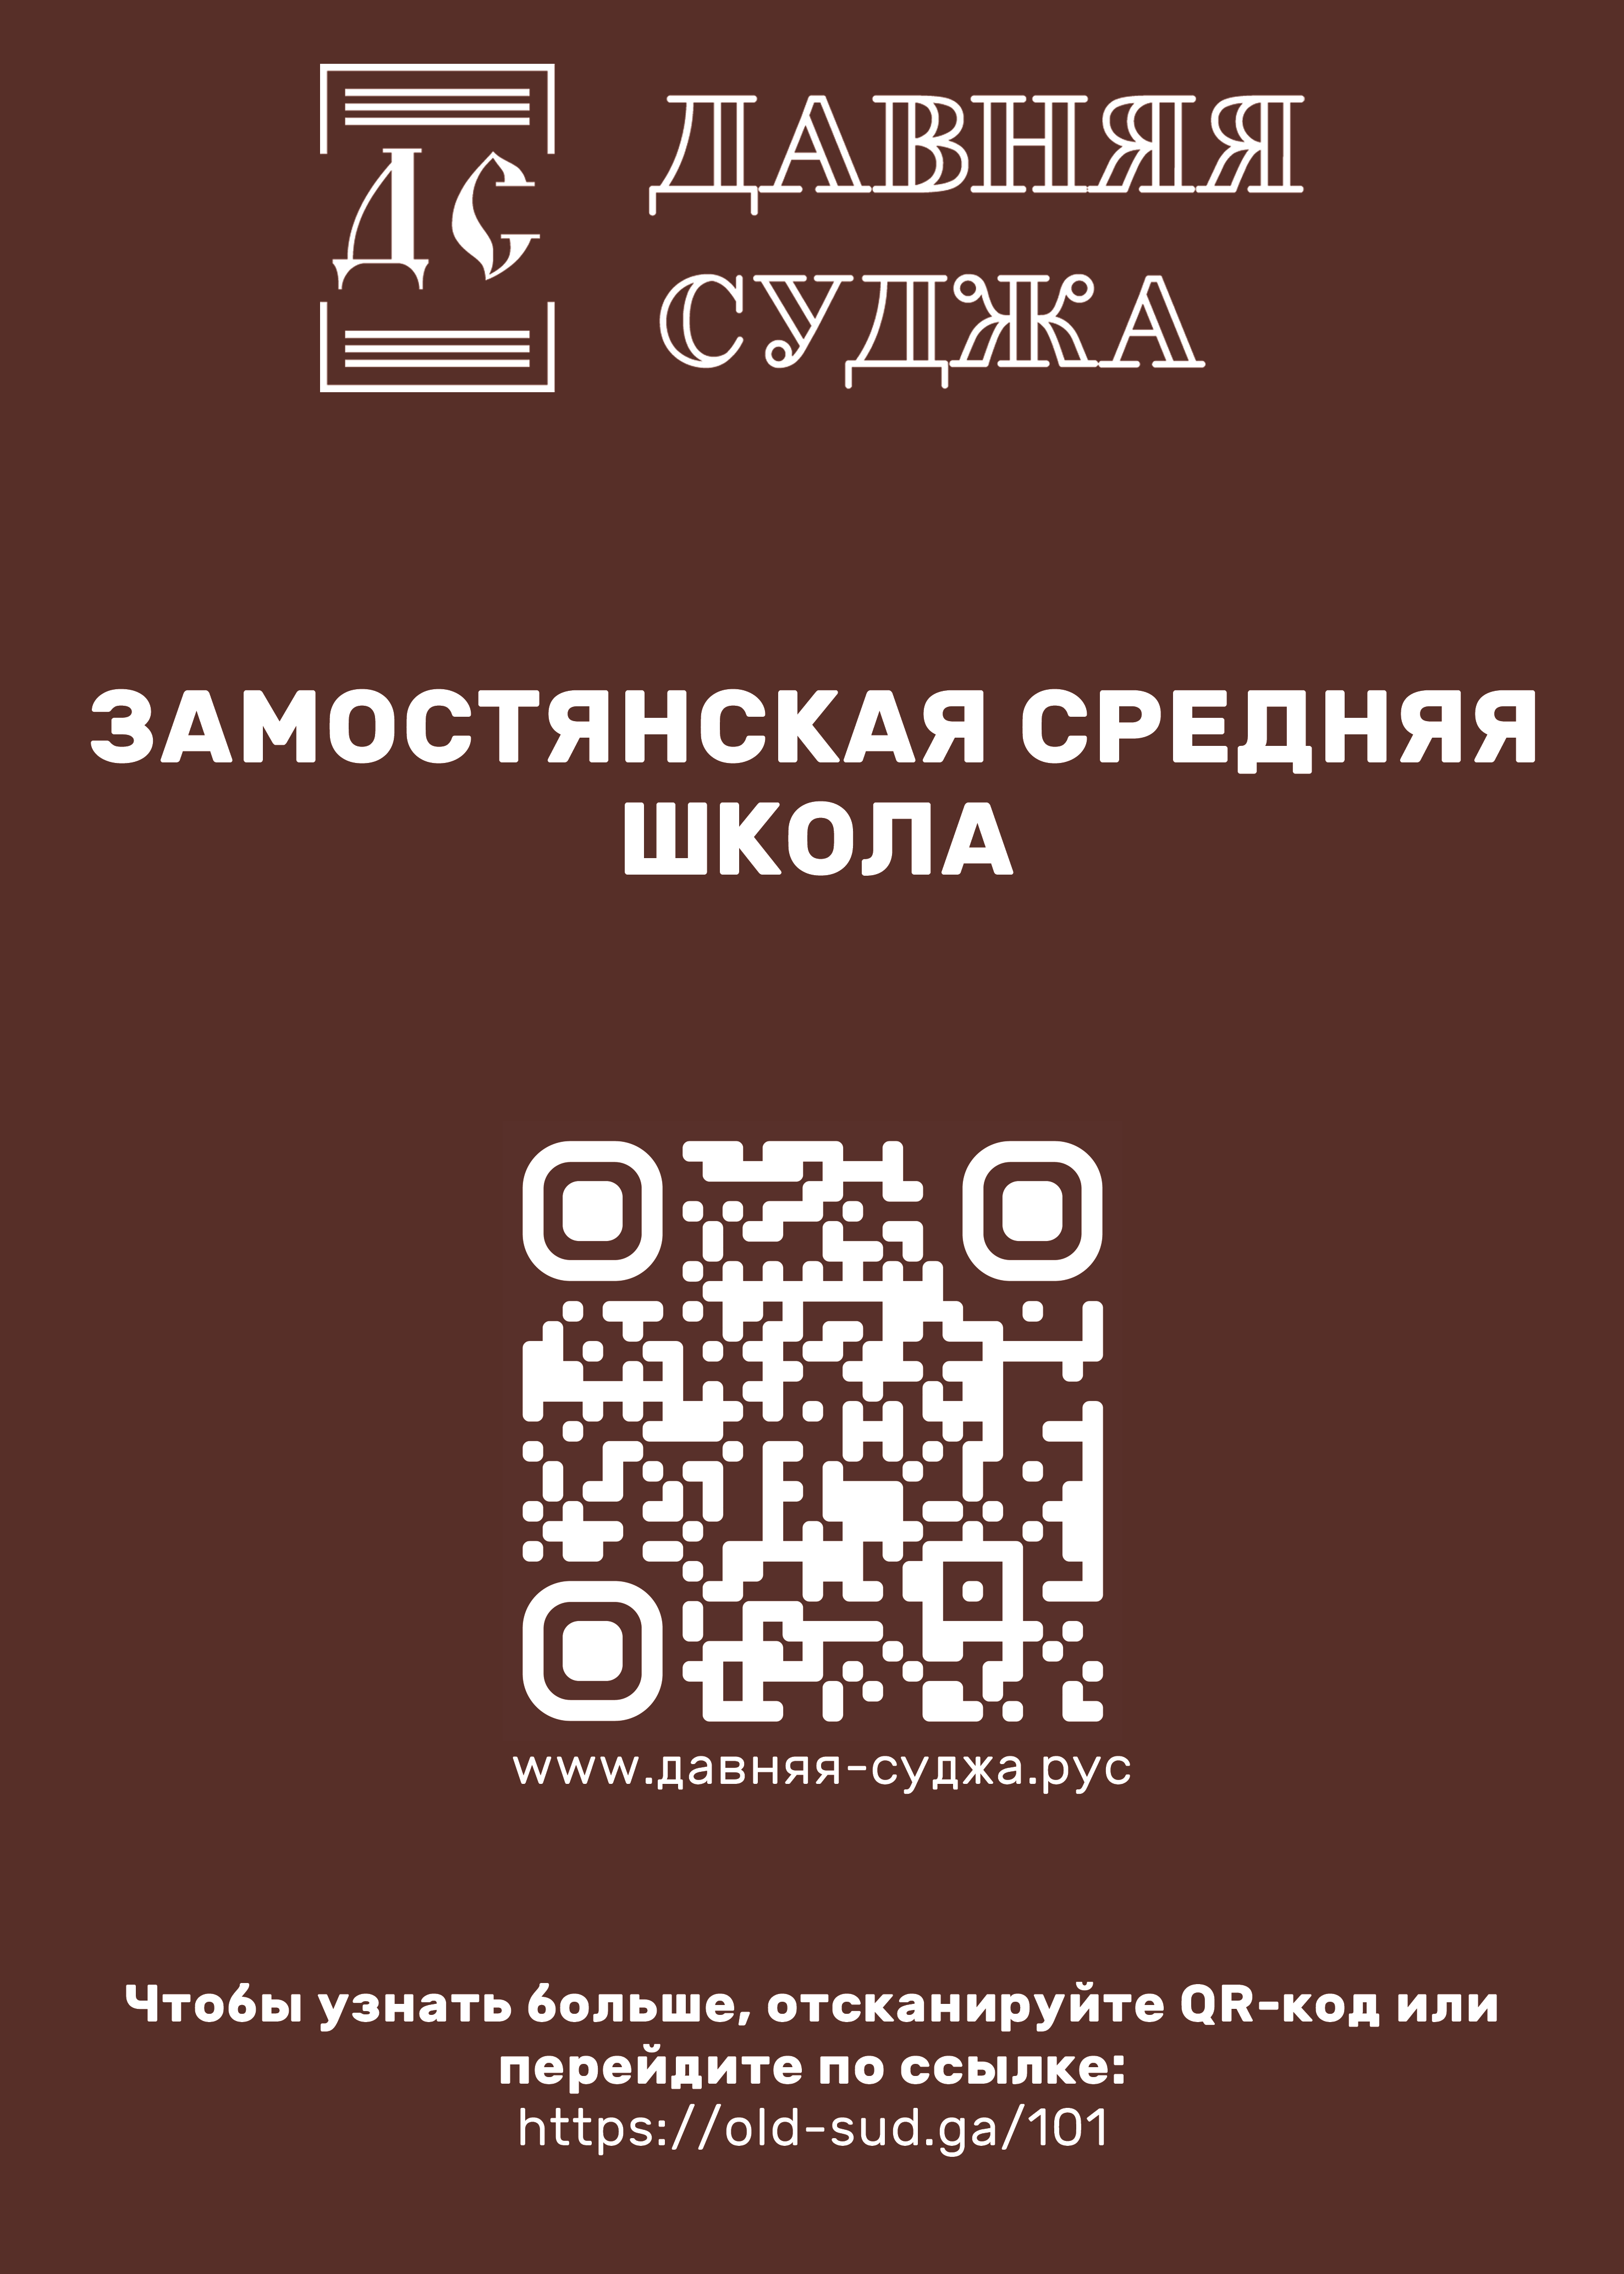 ДС
ДАВНЯЯ
СУДЖА
ЗАМОСТЯНСКАЯ СРЕДНЯЯ
ШКОЛА
www.давняя-суджа.рус
Чтобы узнать больше, отсканируйте QR-код или
перейдите по ссылке:
https://old-sud.ga/101